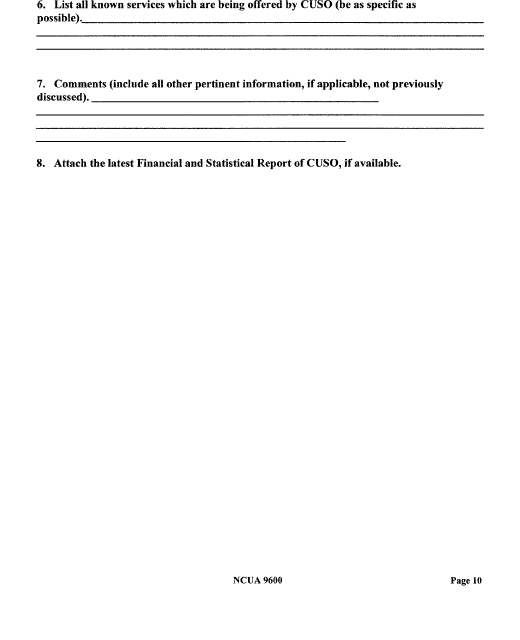 6. List all known services which are being offered by CUSO (be as specific as
possible).
7. Comments (include all other pertinent information, if applicable, not previously
discussed).
8. Attach the latest Financial and Statistical Report of CUSO, if available.
NCUA 9600 Page 10